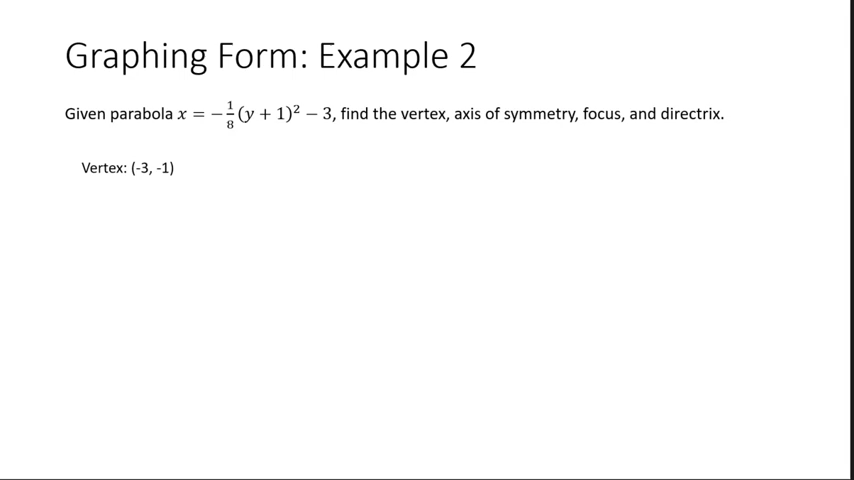 Graphing Form: Example 2
Given parabola 𝑥 = −\frac{1}{8}(𝑦 + 1)² − 3, find the vertex, axis of symmetry, focus, and directrix.
Vertex: (-3, -1)